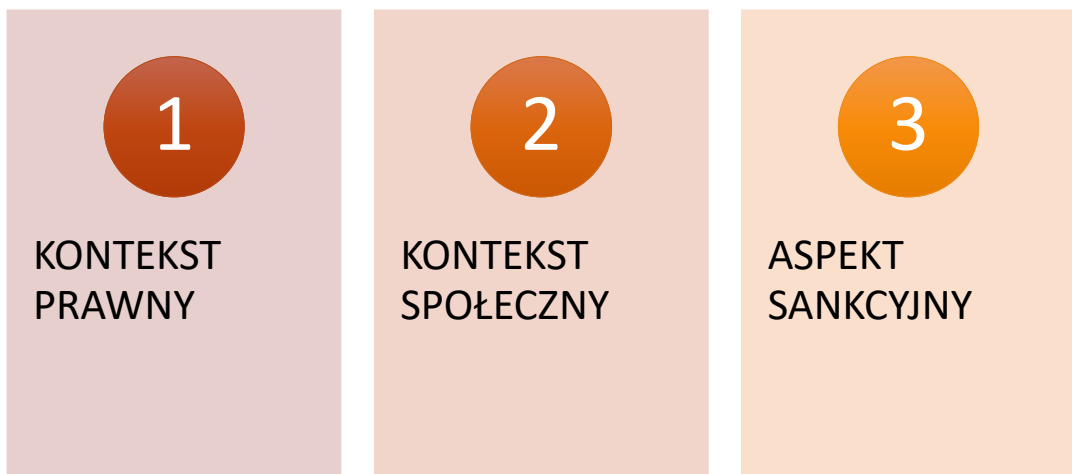 1
KONTEKST
PRAWNY
2
KONTEKST
SPOŁECZNY
3
ASPEKT
SANKCYJNY